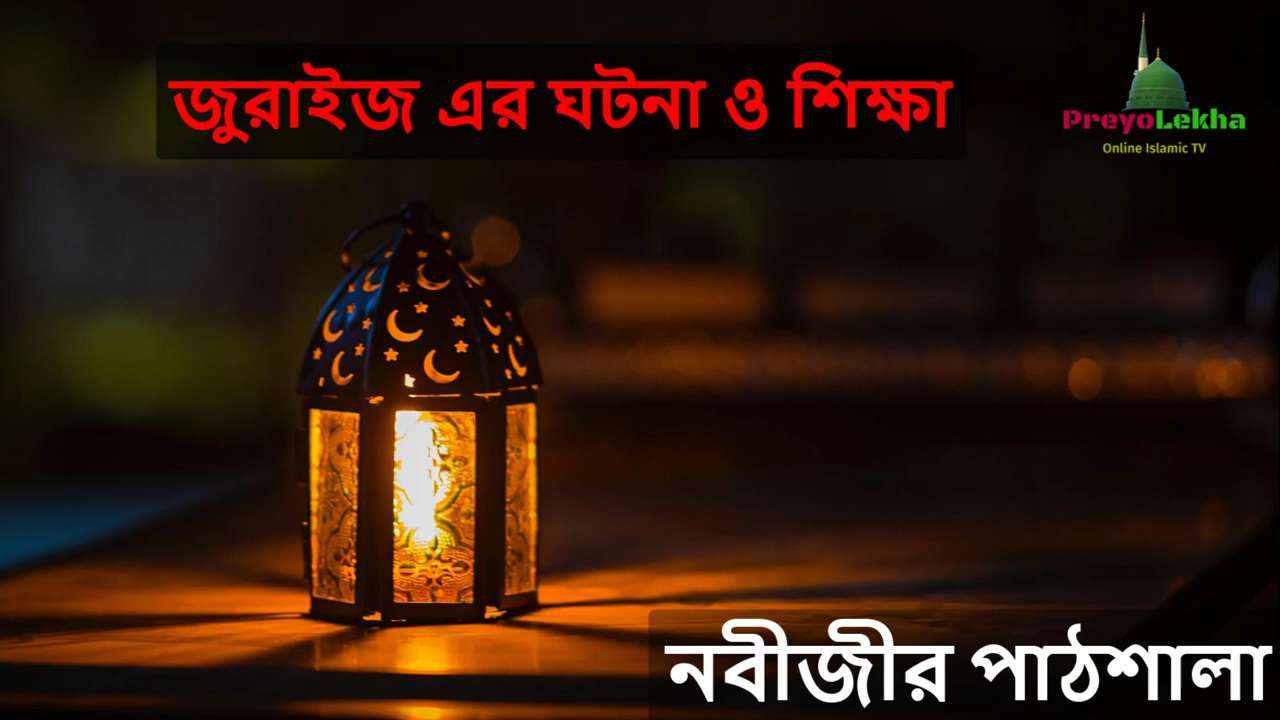 জুরাইজ এর ঘটনা ও শিক্ষা
PreyoLekha
Online Islamic TV
নবীজীর পাঠশালা